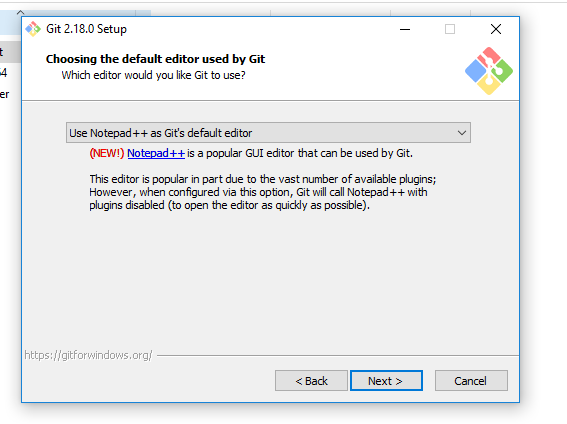 Git 2.18.0 Setup
Choosing the default editor used by Git
Which editor would you like Git to use?
Use Notepad++ as Git's default editor
(NEW!) Notepad++ is a popular GUI editor that can be used by Git.
This editor is popular in part due to the vast number of available plugins;
However, when configured via this option, Git will call Notepad++ with
plugins disabled (to open the editor as quickly as possible).
https://gitforwindows.org/
< Back Next > Cancel